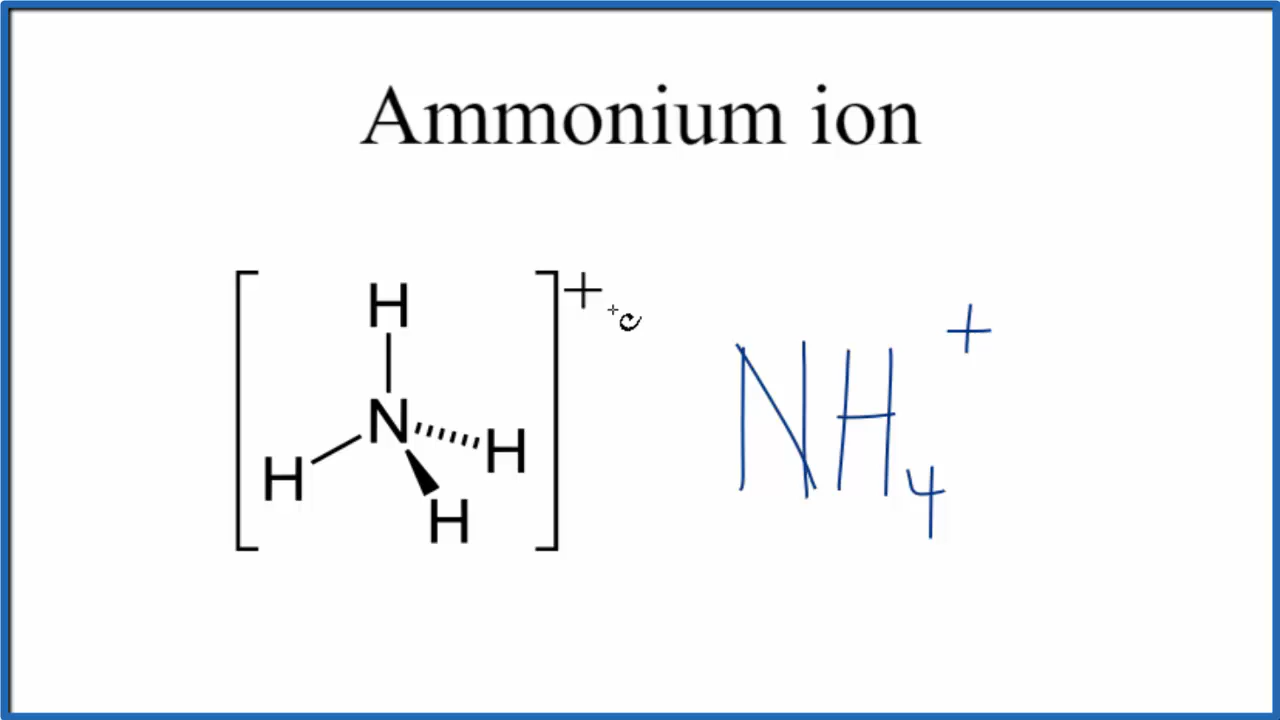 Ammonium ion
H +
N
H H
H
NH₄⁺